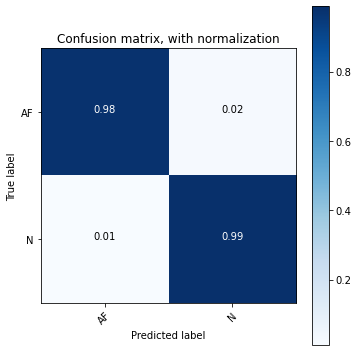 Confusion matrix, with normalization
True label
AF
0.98
0.02
N
0.01
0.99
AF
N
Predicted label
0.8
0.6
0.4
0.2